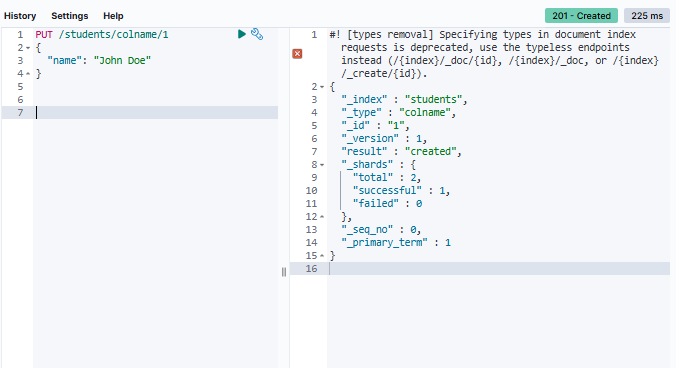 History Settings Help 201 - Created 225 ms
1 PUT /students/colname/1
2 {
3 "name": "John Doe"
4 }
5
6
7
1 #! [types removal] Specifying types in document index
requests is deprecated, use the typeless endpoints
instead (/{index}/_doc/{id}, /{index}/_doc, or /{index}
/_create/{id}).
2 {
3 "_index" : "students",
4 "_type" : "colname",
5 "_id" : "1",
6 "_version" : 1,
7 "result" : "created",
8 "_shards" : {
9 "total" : 2,
10 "successful" : 1,
11 "failed" : 0
12 },
13 "_seq_no" : 0,
14 "_primary_term" : 1
15 }
16